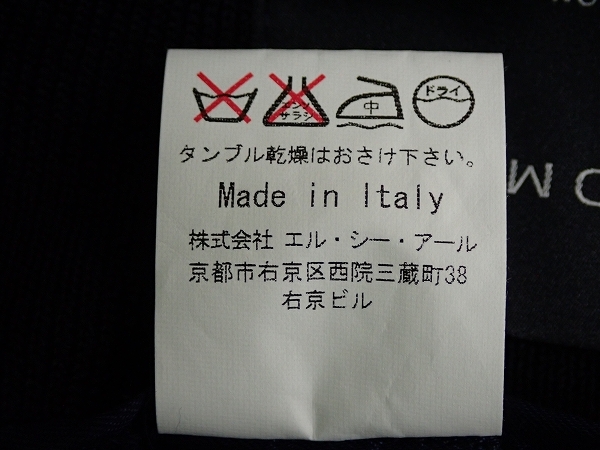 エンソ
サラシ
中
ドライ
タンブル乾燥はおさけ下さい。
Made in Italy
株式会社 エル・シー・アール
京都市右京区西院三蔵町38
右京ビル